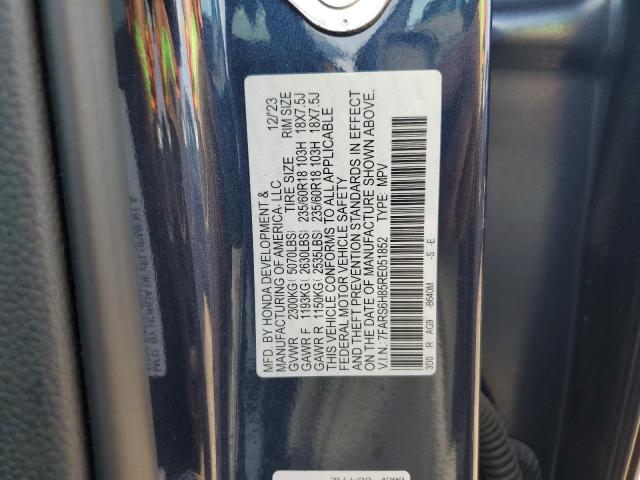 MFD. BY HONDA DEVELOPMENT &
MANUFACTURING OF AMERICA, LLC 12/'23
GVWR 2300KG( 5070LBS) TIRE SIZE RIM SIZE
GAWR F 1193KG( 2630LBS) 235/60R18 103H 18X7.5J
GAWR R 1150KG( 2535LBS) 235/60R18 103H 18X7.5J
THIS VEHICLE CONFORMS TO ALL APPLICABLE
FEDERAL MOTOR VEHICLE SAFETY
AND THEFT PREVENTION STANDARDS IN EFFECT
ON THE DATE OF MANUFACTURE SHOWN ABOVE.
V.I.N: 7FARS6H85RE051852 TYPE: MPV
3D0 R AG9 -B640M -S -E